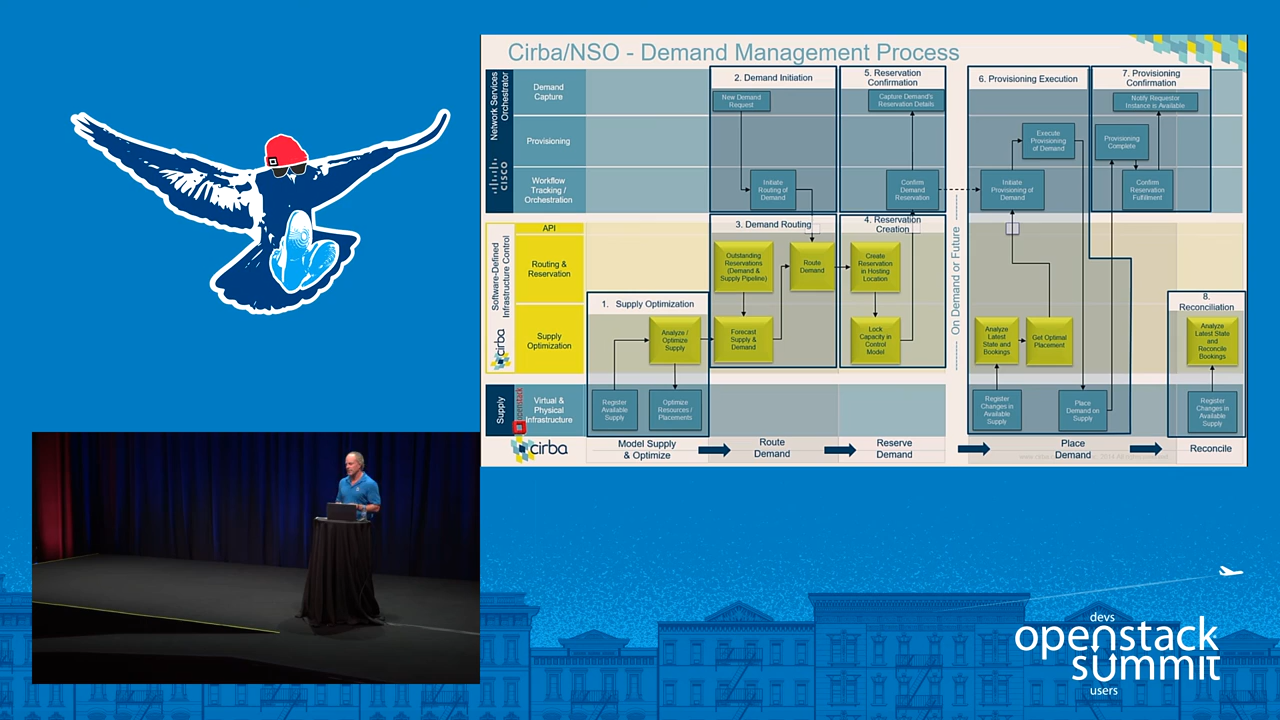 Cirba/NSO - Demand Management Process
Network Services
Orchestrator
CISCO
Demand
Capture
Provisioning
Workflow
Tracking /
Orchestration
2. Demand Initiation
New Demand
Request
Initiate
Routing of
Demand
5. Reservation
Confirmation
Capture Demand's
Reservation Details
Confirm
Demand
Reservation
6. Provisioning Execution
Execute
Provisioning
of Demand
Initiate
Provisioning of
Demand
7. Provisioning
Confirmation
Notify Requestor
Instance is Available
Provisioning
Complete
Confirm
Reservation
Fulfillment
Software-Defined
Infrastructure Control
cirba
API
Routing &
Reservation
Supply
Optimization
1. Supply Optimization
Analyze /
Optimize
Supply
3. Demand Routing
Outstanding
Reservations
(Demand &
Supply Pipeline)
Route
Demand
Forecast
Supply &
Demand
4. Reservation
Creation
Create
Reservation
in Hosting
Location
Lock
Capacity in
Control
Model
On Demand or Future
Analyze
Latest
State and
Bookings
Get Optimal
Placement
8.
Reconciliation
Analyze
Latest State
and
Reconcile
Bookings
Supply
openstack
Virtual &
Physical
Infrastructure
Register
Available
Supply
Optimize
Resources /
Placements
Register
Changes in
Available
Supply
Place
Demand on
Supply
Register
Changes in
Available
Supply
cirba
Model Supply
& Optimize
Route
Demand
Reserve
Demand
Place
Demand
Reconcile
devs
openstack
summit
users